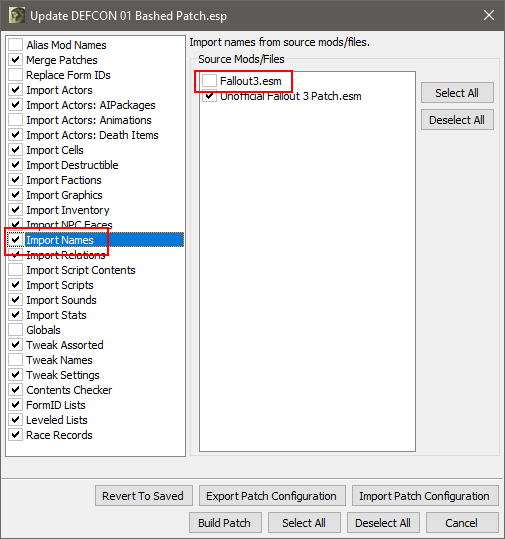 Update DEFCON 01 Bashed Patch.esp
Alias Mod Names
Merge Patches
Replace Form IDs
Import Actors
Import Actors: AIPackages
Import Actors: Animations
Import Actors: Death Items
Import Cells
Import Destructible
Import Factions
Import Graphics
Import Inventory
Import NPC Faces
Import Names
Import Relations
Import Script Contents
Import Scripts
Import Sounds
Import Stats
Globals
Tweak Assorted
Tweak Names
Tweak Settings
Contents Checker
FormID Lists
Leveled Lists
Race Records
Import names from source mods/files.
Source Mods/Files
Fallout3.esm
Unofficial Fallout 3 Patch.esm
Select All
Deselect All
Revert To Saved
Export Patch Configuration
Import Patch Configuration
Build Patch
Select All
Deselect All
Cancel